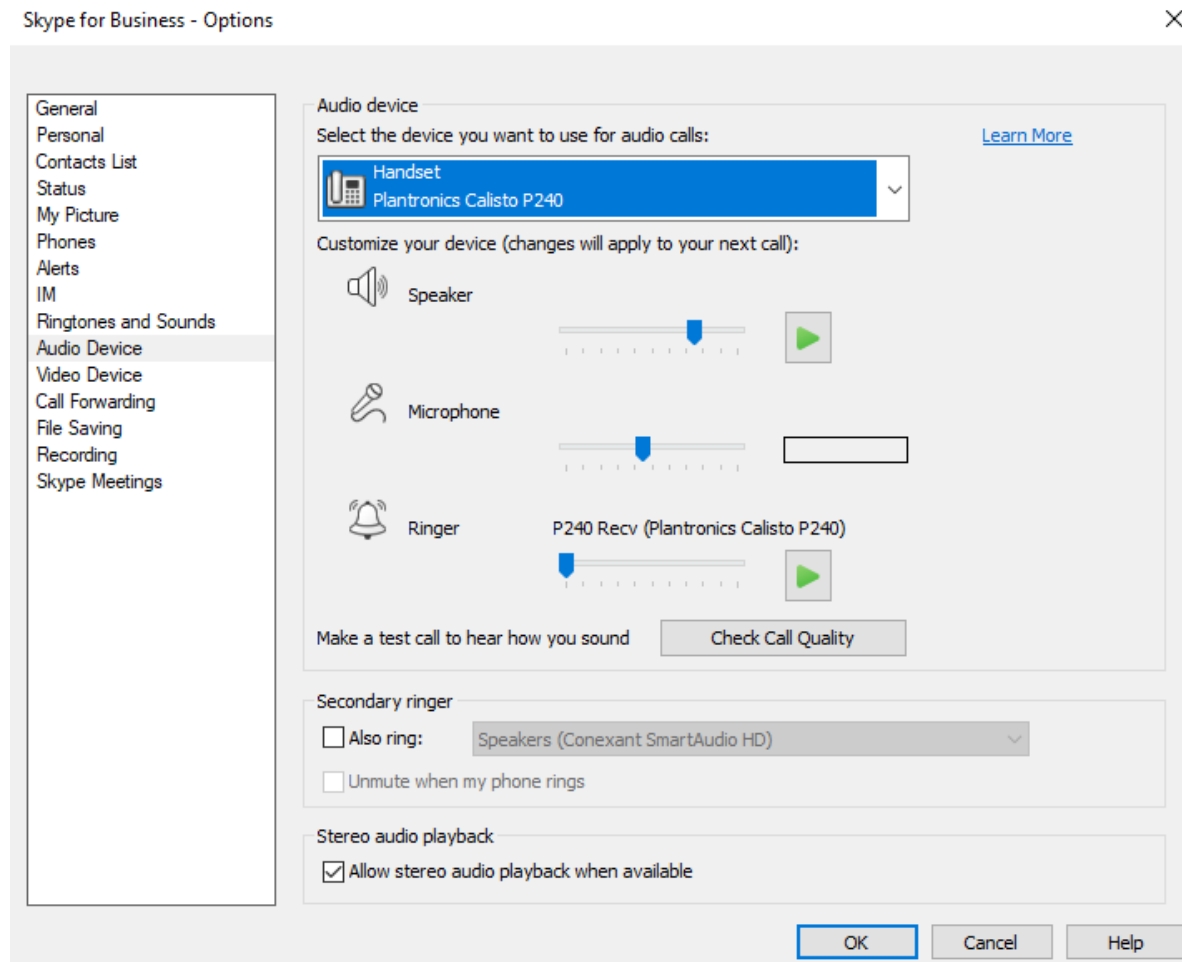 Skype for Business - Options
General
Personal
Contacts List
Status
My Picture
Phones
Alerts
IM
Ringtones and Sounds
Audio Device
Video Device
Call Forwarding
File Saving
Recording
Skype Meetings
Audio device
Select the device you want to use for audio calls:
Learn More
Handset
Plantronics Calisto P240
Customize your device (changes will apply to your next call):
Speaker
Microphone
Ringer
P240 Recv (Plantronics Calisto P240)
Make a test call to hear how you sound
Check Call Quality
Secondary ringer
Also ring:
Speakers (Conexant SmartAudio HD)
Unmute when my phone rings
Stereo audio playback
Allow stereo audio playback when available
OK
Cancel
Help